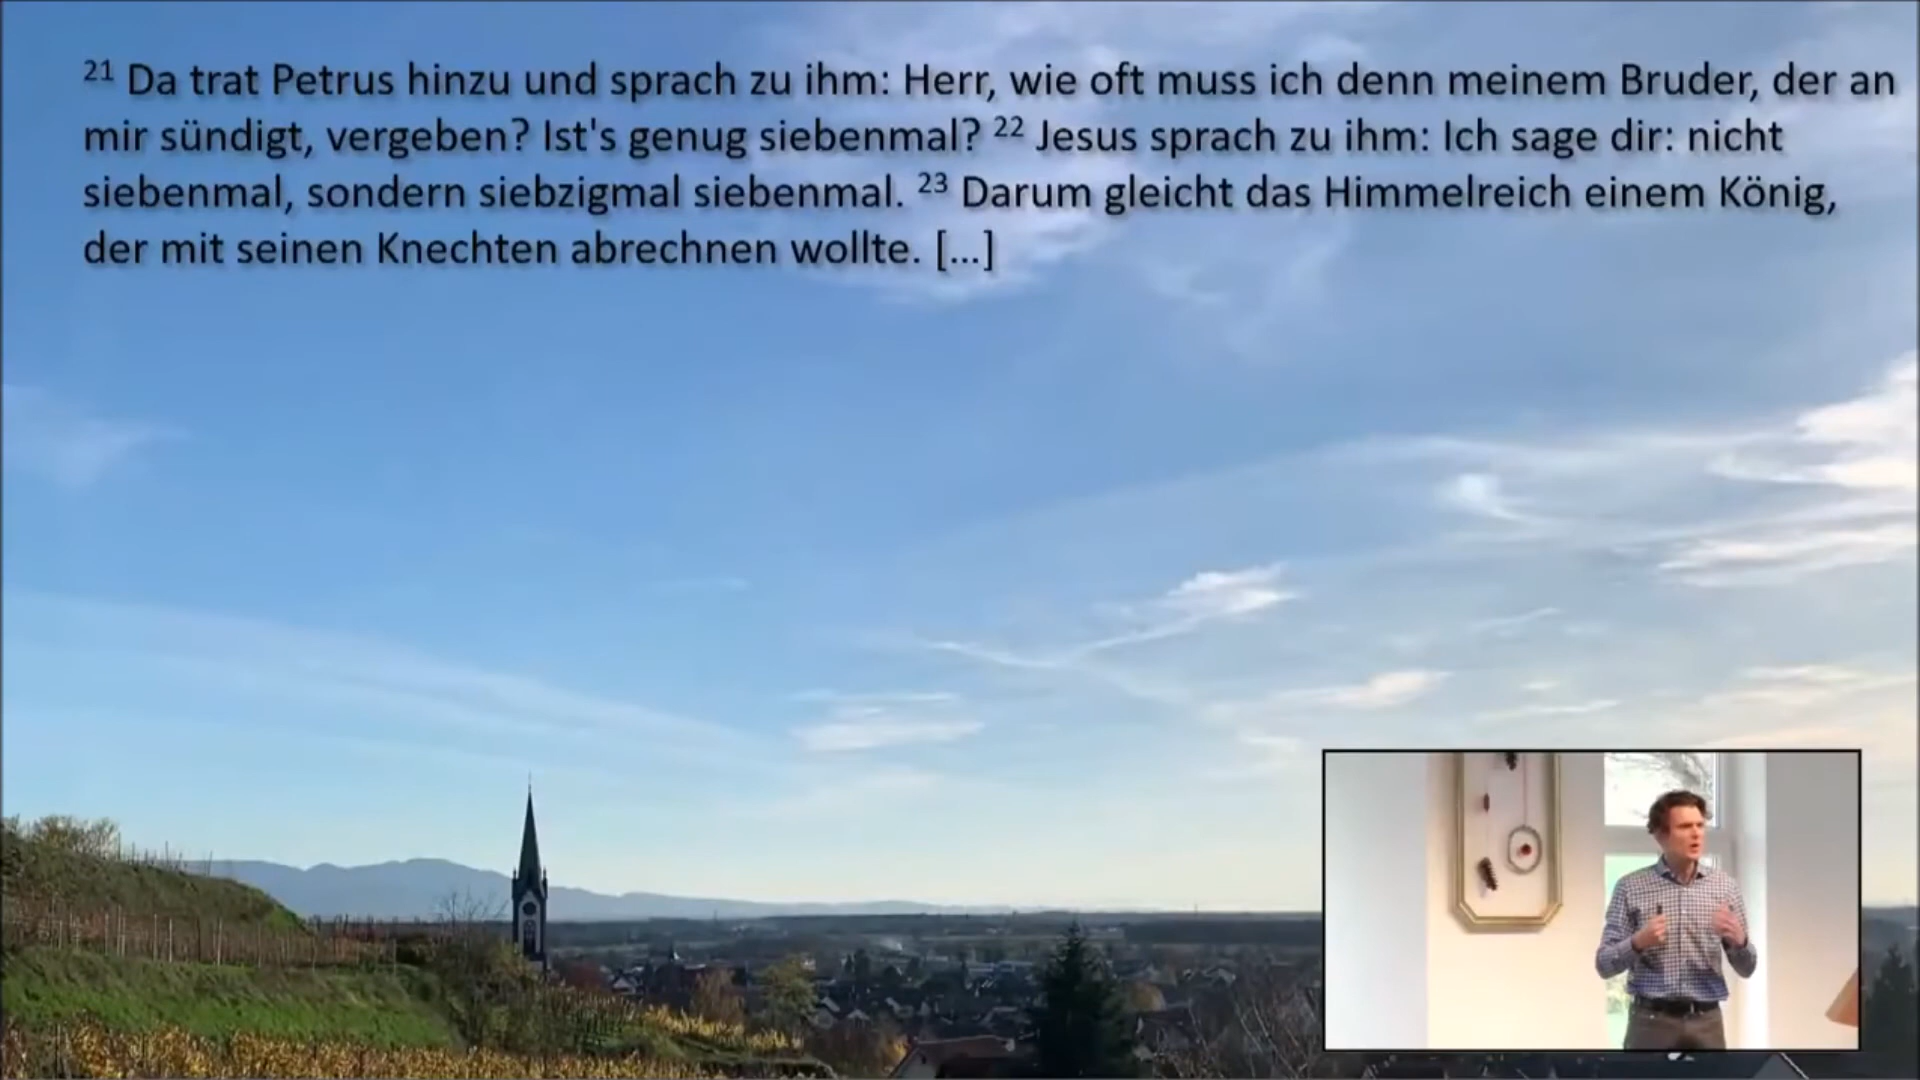 21 Da trat Petrus hinzu und sprach zu ihm: Herr, wie oft muss ich denn meinem Bruder, der an
mir sündigt, vergeben? Ist's genug siebenmal? 22 Jesus sprach zu ihm: Ich sage dir: nicht
siebenmal, sondern siebzigmal siebenmal. 23 Darum gleicht das Himmelreich einem König,
der mit seinen Knechten abrechnen wollte. [...]